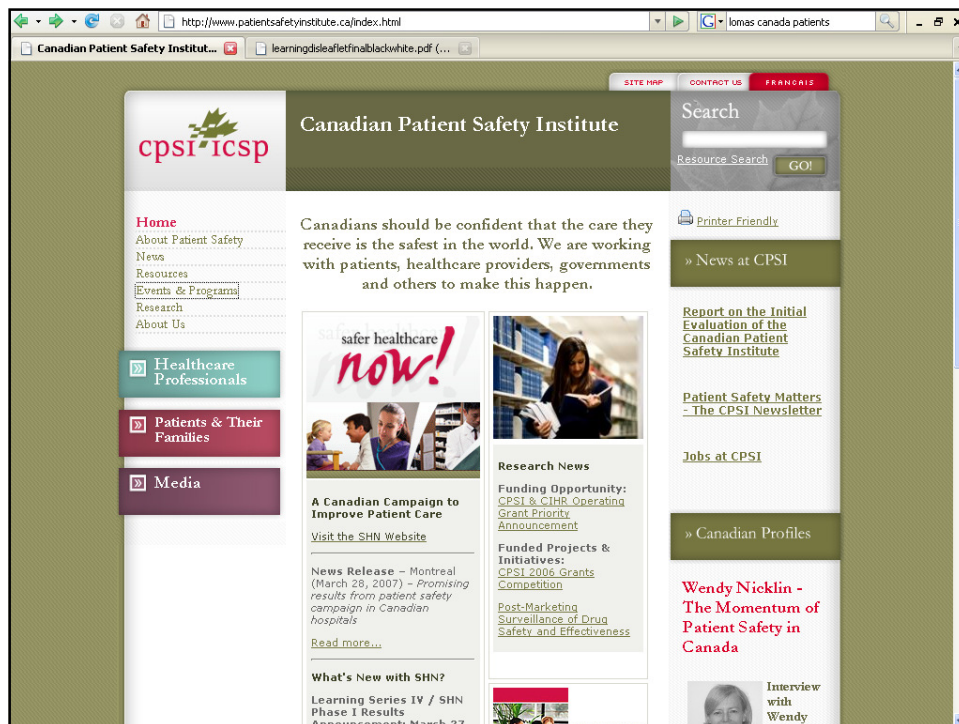 http://www.patientsafetyinstitute.ca/index.html
G
lomas canada patients
Canadian Patient Safety Institut...
learningdisleafletfinalblackwhite.pdf (...
SITE MAP
CONTACT US
FRANCAIS
cpsi icsp
Canadian Patient Safety Institute
Search
Resource Search
GO!
Home
About Patient Safety
News
Resources
Events & Programs
Research
About Us
Healthcare
Professionals
Patients & Their
Families
Media
Canadians should be confident that the care they
receive is the safest in the world. We are working
with patients, healthcare providers, governments
and others to make this happen.
safer healthcare
now!
A Canadian Campaign to
Improve Patient Care
Visit the SHN Website
News Release – Montreal
(March 28, 2007) – Promising
results from patient safety
campaign in Canadian
hospitals
Read more...
What's New with SHN?
Learning Series IV / SHN
Phase I Results
Announcement: March 27
Research News
Funding Opportunity:
CPSI & CIHR Operating
Grant Priority
Announcement
Funded Projects &
Initiatives:
CPSI 2006 Grants
Competition
Post-Marketing
Surveillance of Drug
Safety and Effectiveness
Printer Friendly
» News at CPSI
Report on the Initial
Evaluation of the
Canadian Patient
Safety Institute
Patient Safety Matters
- The CPSI Newsletter
Jobs at CPSI
» Canadian Profiles
Wendy Nicklin -
The Momentum of
Patient Safety in
Canada
Interview
with
Wendy